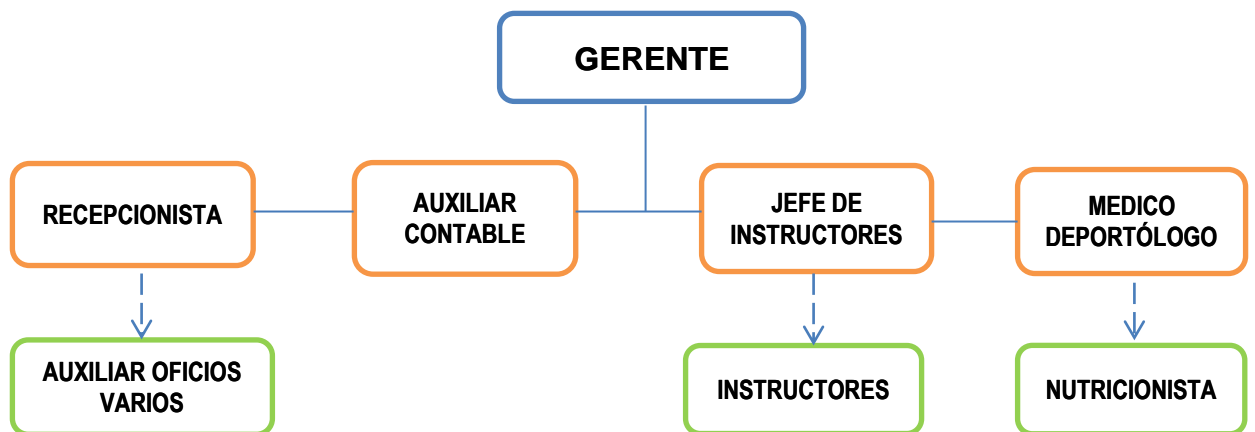 GERENTE
RECEPCIONISTA
AUXILIAR
CONTABLE
JEFE DE
INSTRUCTORES
MEDICO
DEPORTÓLOGO
AUXILIAR OFICIOS
VARIOS
INSTRUCTORES
NUTRICIONISTA